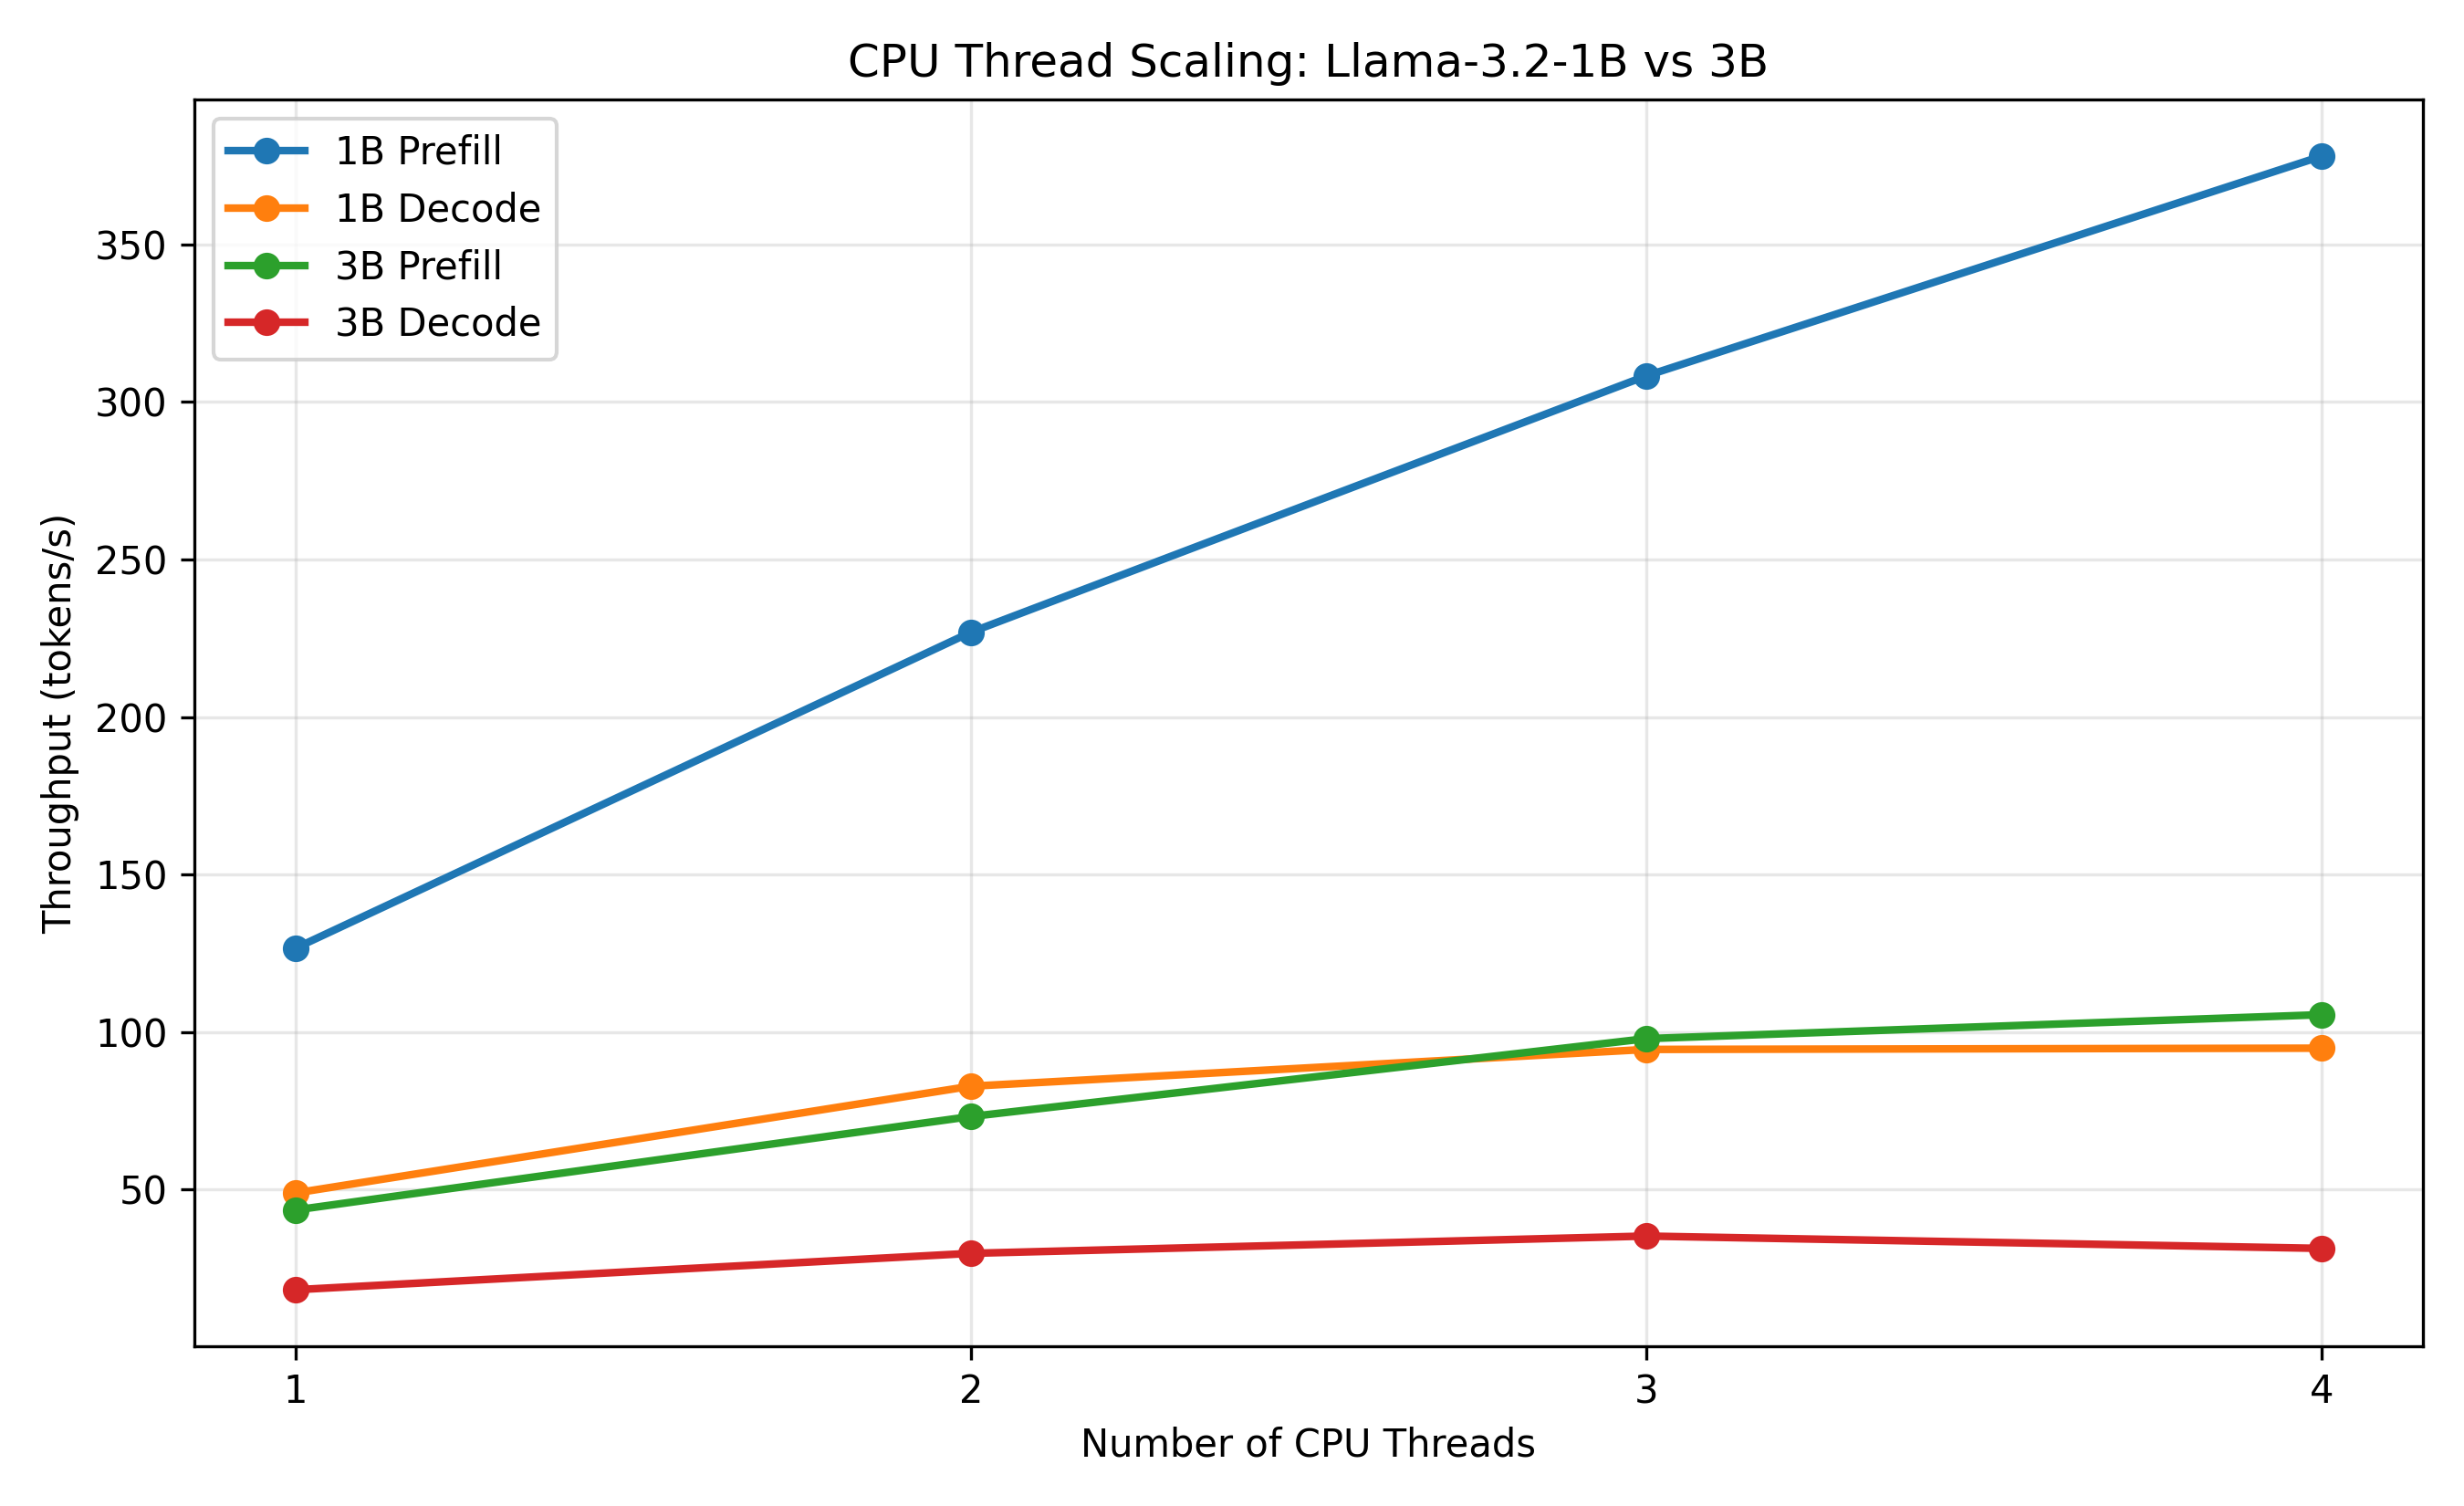 CPU Thread Scaling: Llama-3.2-1B vs 3B
1B Prefill
1B Decode
3B Prefill
3B Decode
Throughput (tokens/s)
350
300
250
200
150
100
50
1 2 3 4
Number of CPU Threads